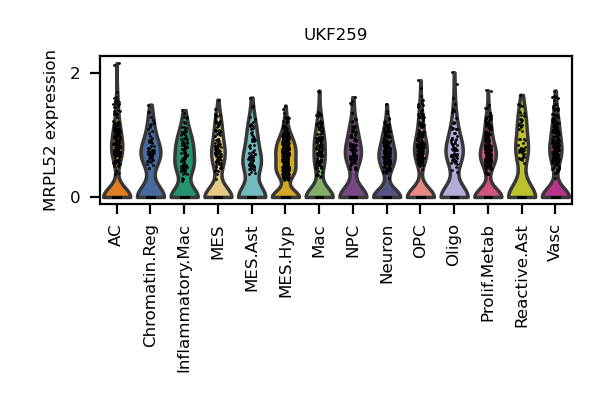 UKF259
MRPL52 expression
2
0
AC
Chromatin.Reg
Inflammatory.Mac
MES
MES.Ast
MES.Hyp
Mac
NPC
Neuron
OPC
Oligo
Prolif.Metab
Reactive.Ast
Vasc